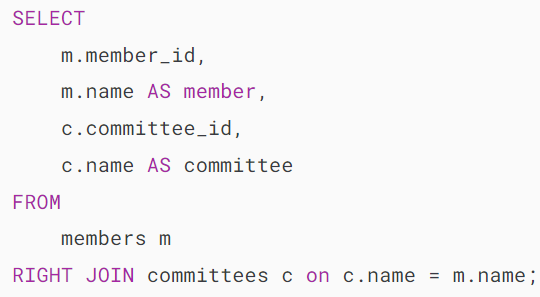 SELECT
    m.member_id,
    m.name AS member,
    c.committee_id,
    c.name AS committee
FROM
    members m
RIGHT JOIN committees c on c.name = m.name;